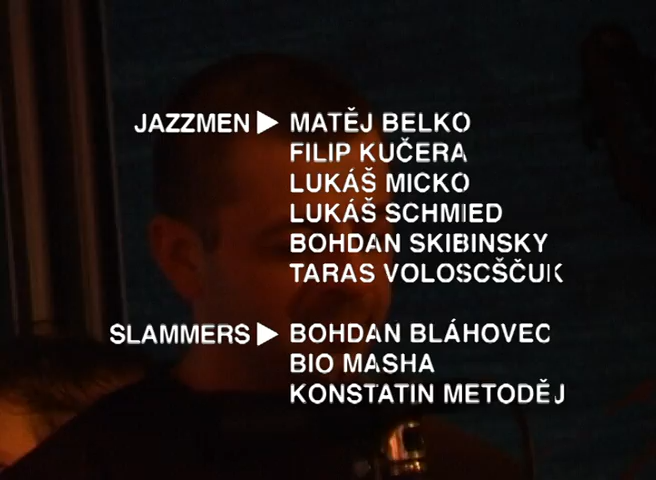 JAZZMEN ▶ MATĚJ BELKO
FILIP KUČERA
LUKÁŠ MICKO
LUKÁŠ SCHMIED
BOHDAN SKIBINSKY
TARAS VOLOSCŠČUK
SLAMMERS ▶ BOHDAN BLÁHOVEC
BIO MASHA
KONSTATIN METODĚJ